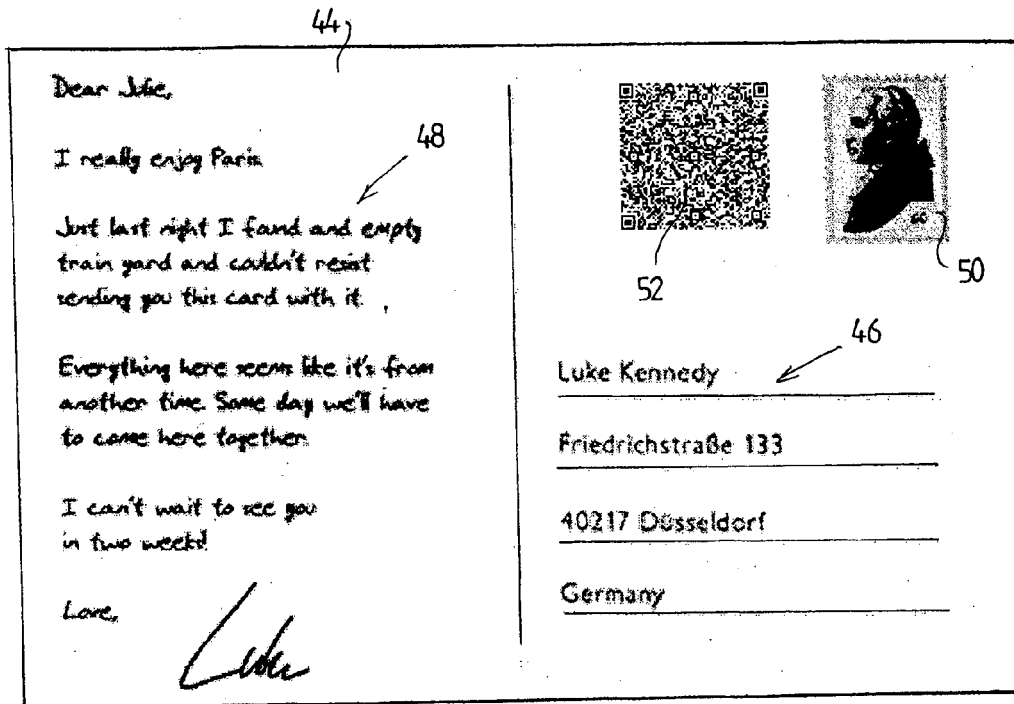 44
Dear Julie,
I really enjoy Paris.
48
Just last night I found and empty
train yard and couldn't resist
sending you this card with it.
Everything here seems like it's from
another time. Some day we'll have
to come here together.
I can't wait to see you
in two weeks!
Love,
Luke
52
50
46
Luke Kennedy
Friedrichstraße 133
40217 Düsseldorf
Germany